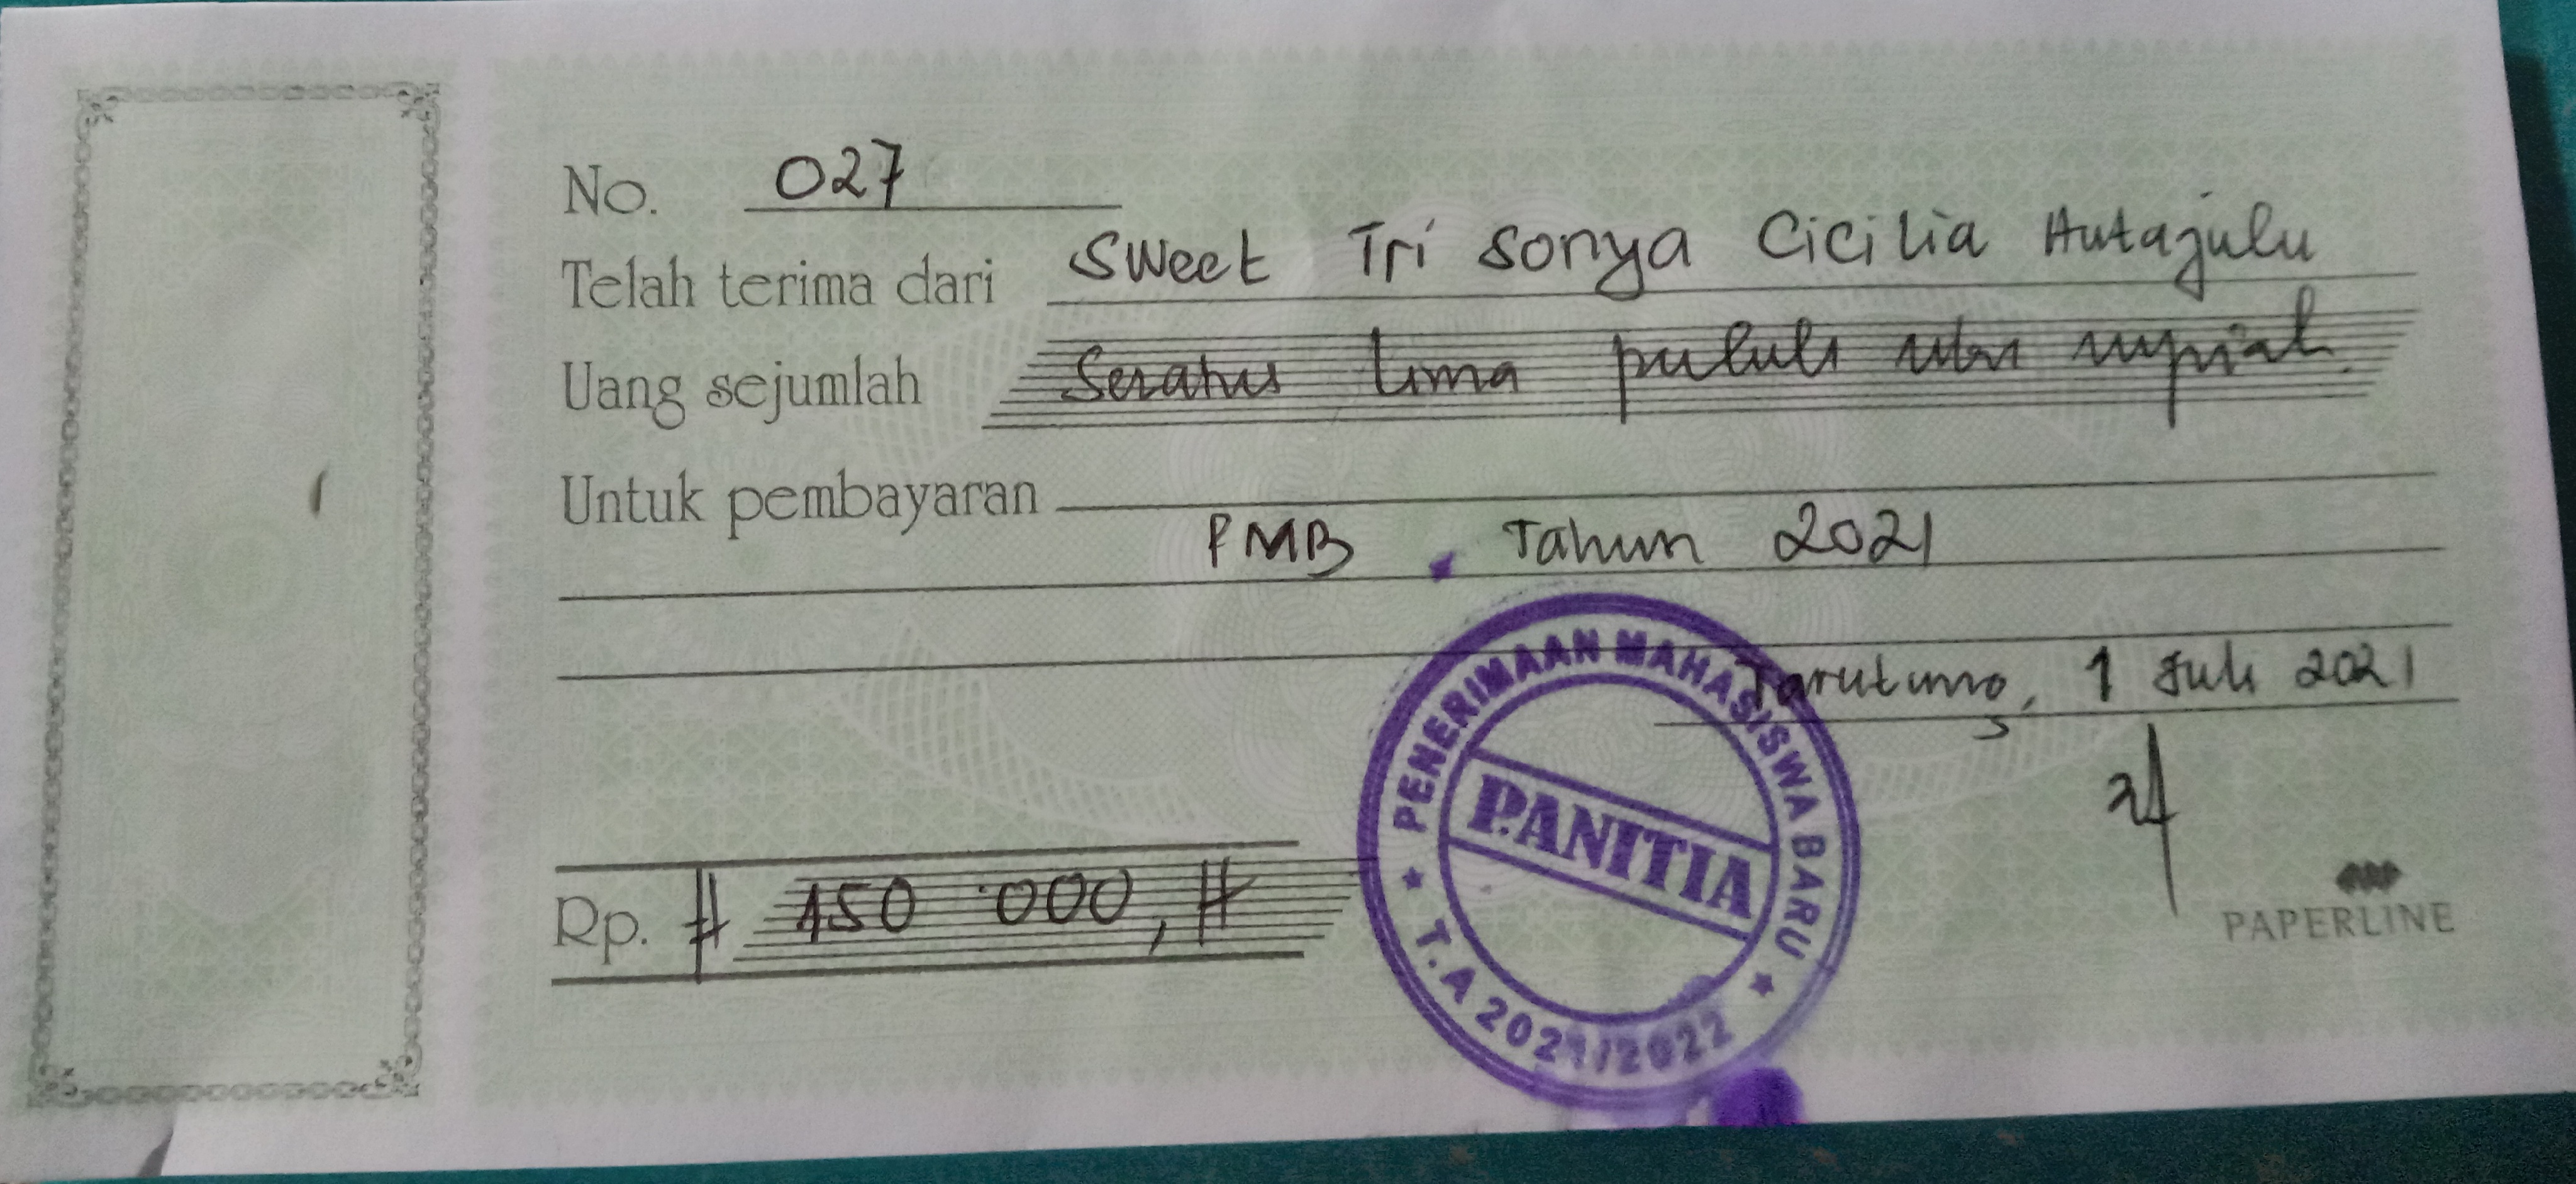 No. 027
Telah terima dari Sweet Tri Sonya Cicilia Hutajulu
Uang sejumlah Seratus lima puluh ribu rupiah.
Untuk pembayaran
PMB Tahun 2021
Tarutung, 1 Juli 2021
PENERIMAAN MAHASISWA BARU
PANITIA
T.A 2021/2022
Rp. # 150.000, #
PAPERLINE